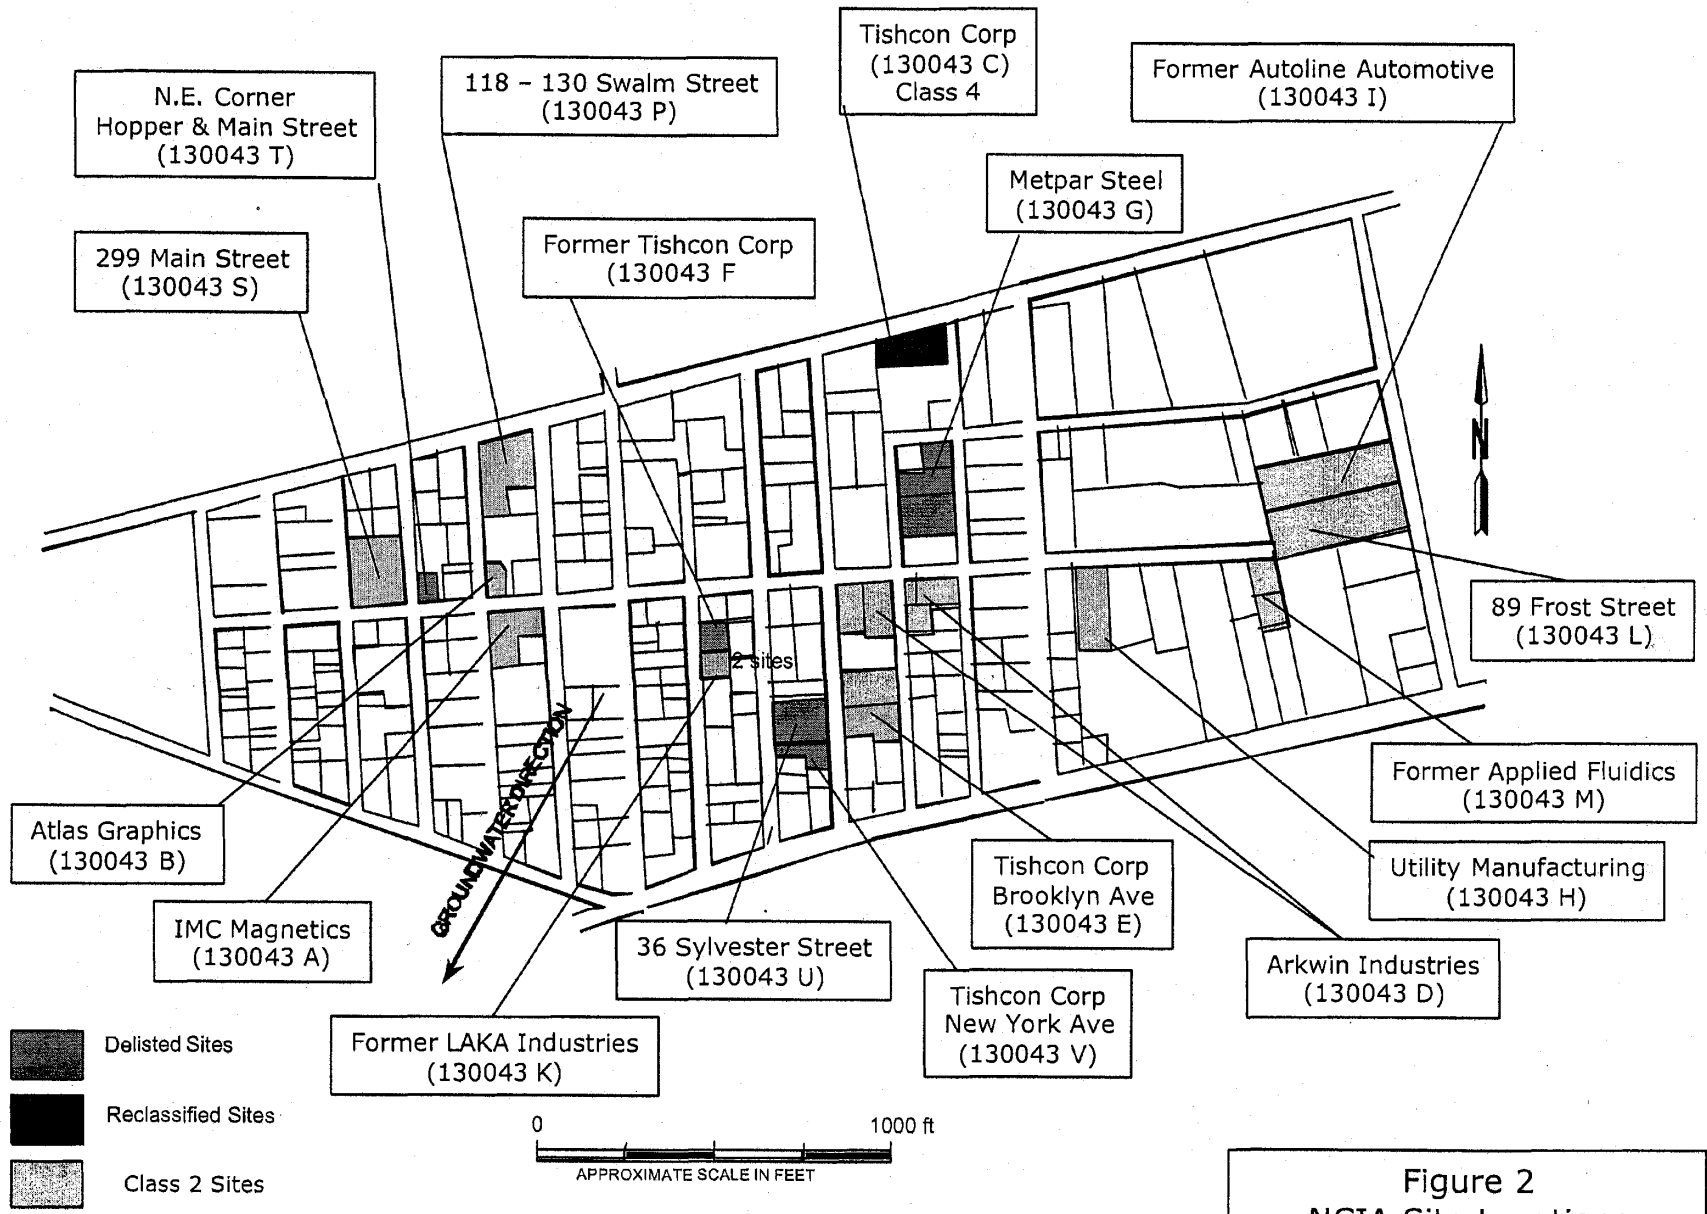 Tishcon Corp
(130043 C)
Class 4
Former Autoline Automotive
(130043 I)
118 – 130 Swalm Street
(130043 P)
N.E. Corner
Hopper & Main Street
(130043 T)
Metpar Steel
(130043 G)
Former Tishcon Corp
(130043 F
299 Main Street
(130043 S)
N
89 Frost Street
(130043 L)
2 sites
GROUNDWATER DIRECTION
Former Applied Fluidics
(130043 M)
Atlas Graphics
(130043 B)
Tishcon Corp
Brooklyn Ave
(130043 E)
Utility Manufacturing
(130043 H)
IMC Magnetics
(130043 A)
36 Sylvester Street
(130043 U)
Arkwin Industries
(130043 D)
Tishcon Corp
New York Ave
(130043 V)
Former LAKA Industries
(130043 K)
Delisted Sites
Reclassified Sites
Class 2 Sites
0 1000 ft
APPROXIMATE SCALE IN FEET
Figure 2